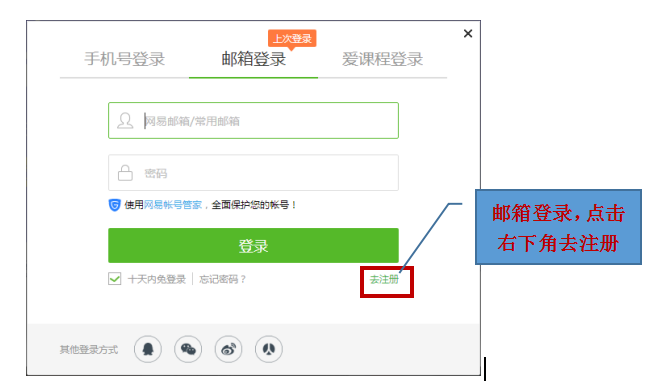 上次登录
手机号登录 邮箱登录 爱课程登录
网易邮箱/常用邮箱
密码
使用网易帐号管家，全面保护您的帐号！
登录
十天内免登录 忘记密码？ 去注册
邮箱登录，点击
右下角去注册
其他登录方式